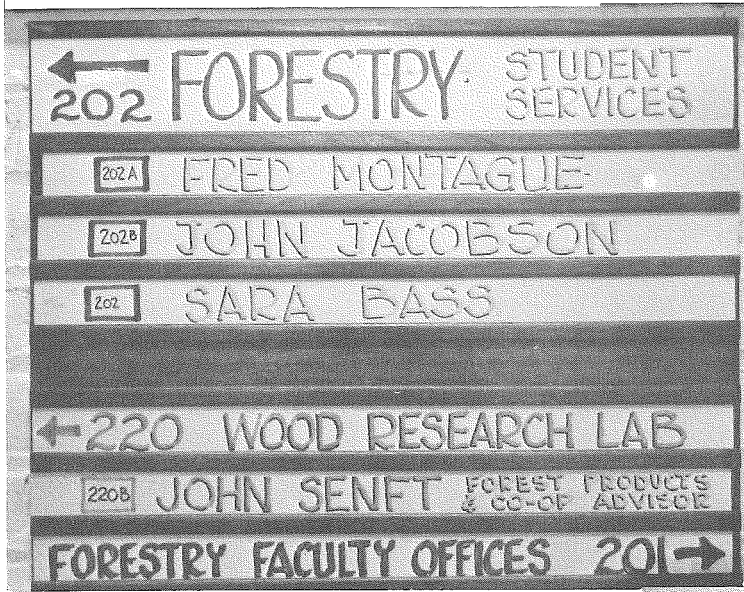 ← 202 FORESTRY STUDENT SERVICES
202A FRED MONTAGUE
202B JOHN JACOBSON
202 SARA BASS
← 220 WOOD RESEARCH LAB
220B JOHN SENFT FOREST PRODUCTS & CO-OP ADVISOR
FORESTRY FACULTY OFFICES 201 →